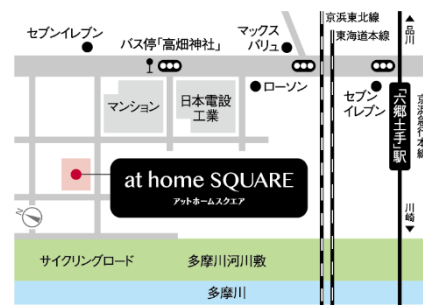 セブンイレブン
バス停「高畑神社」
マックス
バリュ
京浜東北線
東海道本線
▲品川
マンション
日本電設
工業
ローソン
セブン
イレブン
「六郷土手」駅
京浜急行本線
at home SQUARE
アットホームスクエア
N
川崎▼
サイクリングロード
多摩川河川敷
多摩川